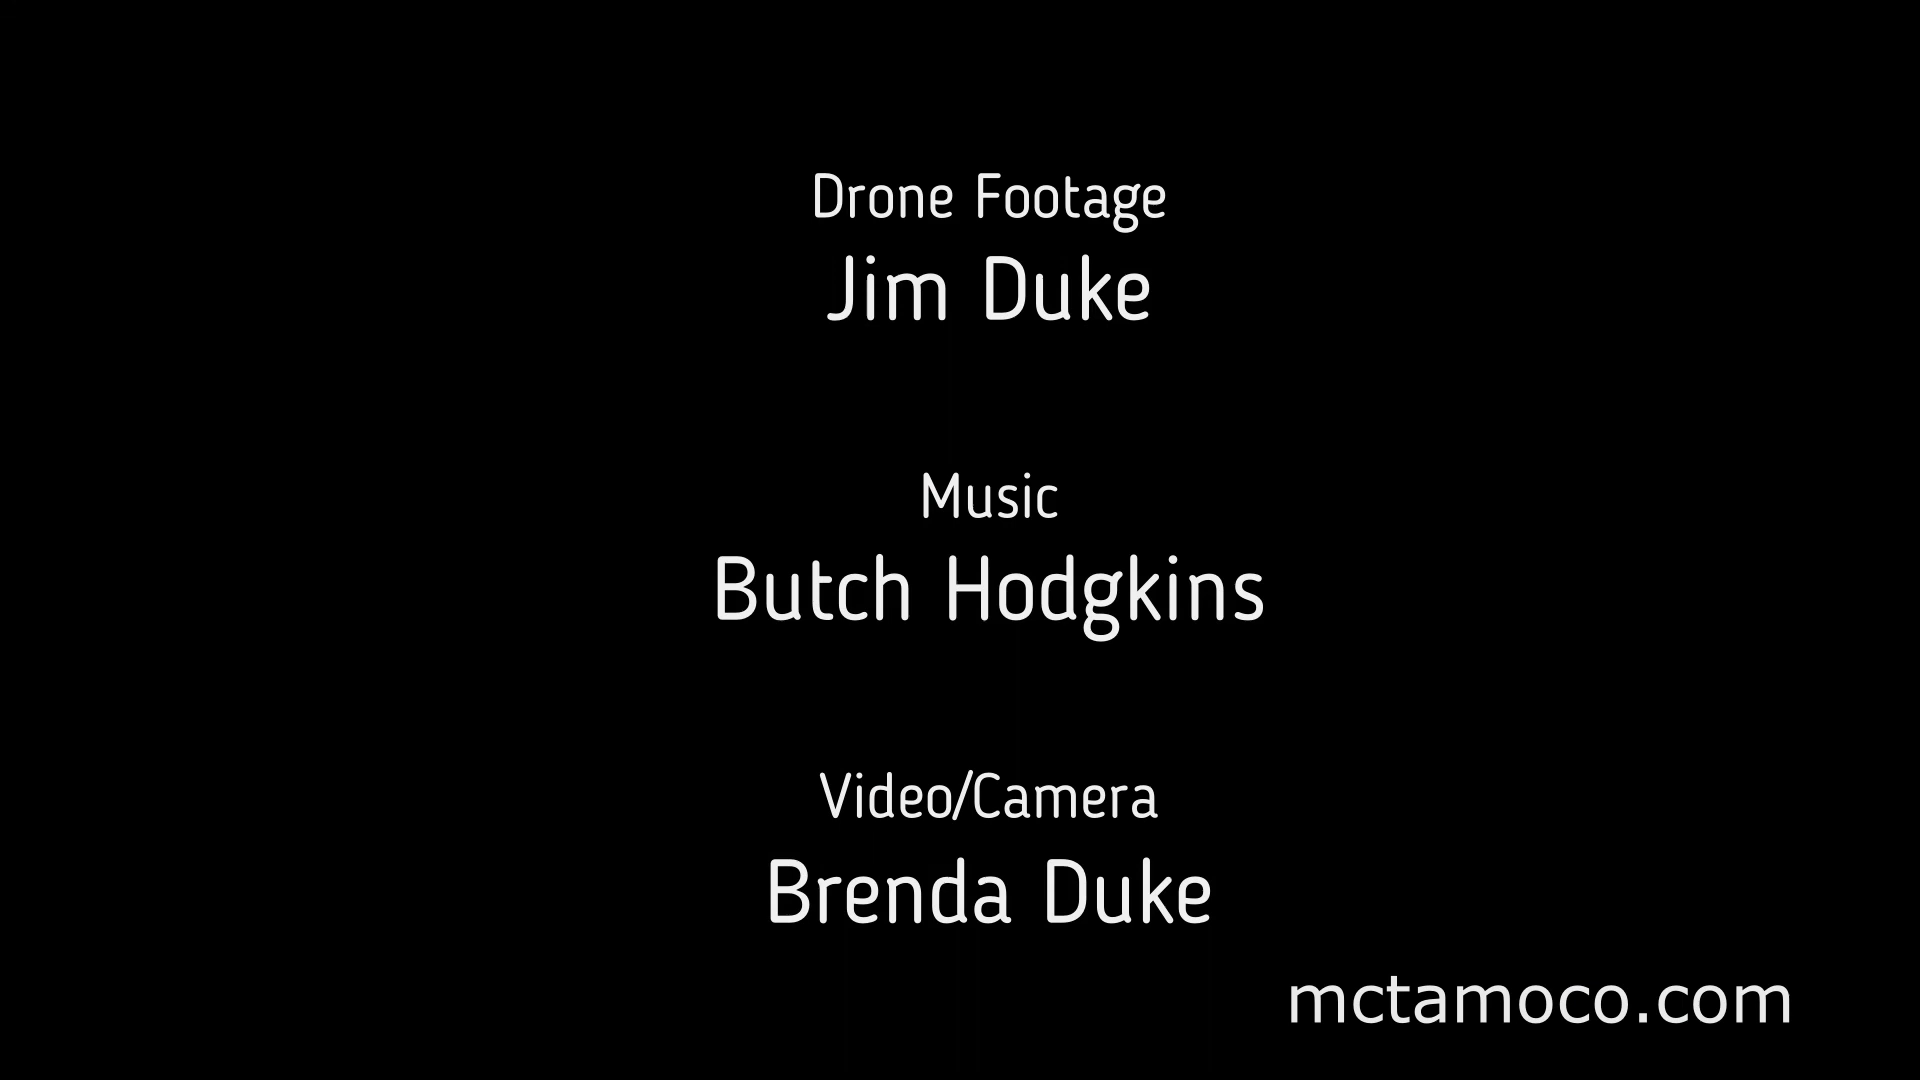 Drone Footage
Jim Duke
Music
Butch Hodgkins
Video/Camera
Brenda Duke
mctamoco.com